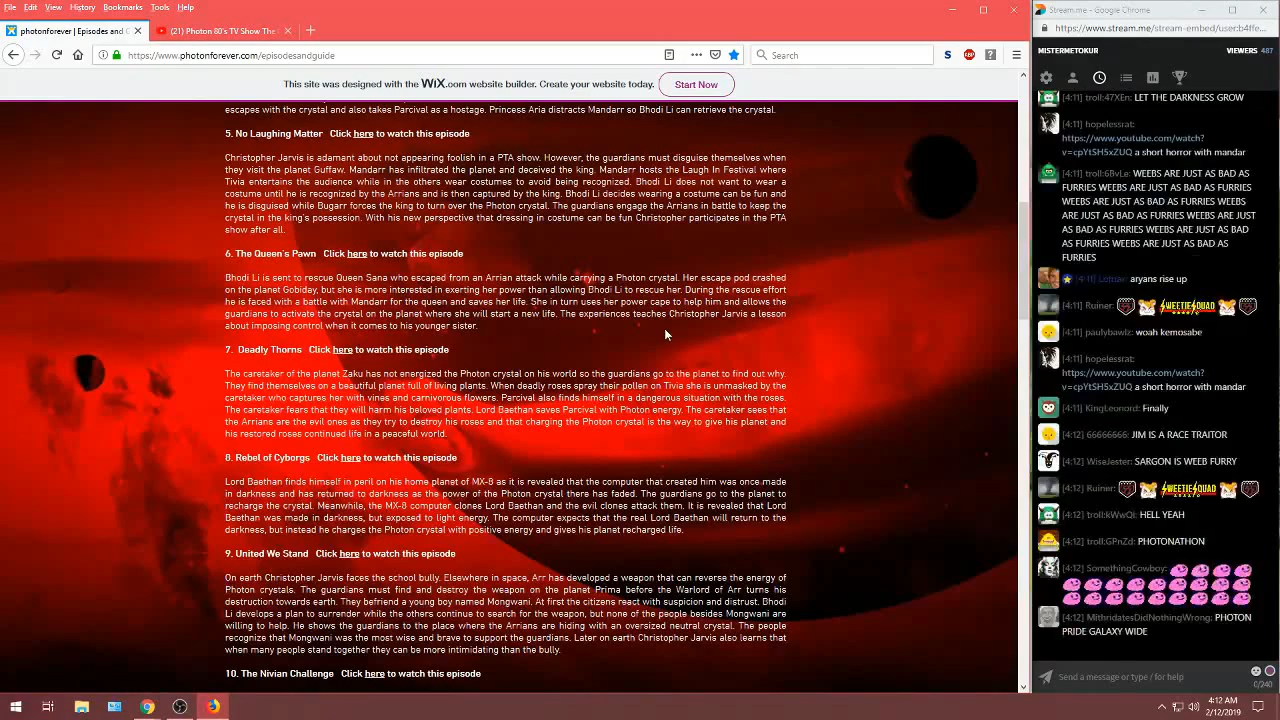 File Edit View History Bookmarks Tools Help
photonforever | Episodes and G
(21) Photon 80's TV Show The
https://www.photonforever.com/episodesandguide
Search
This site was designed with the WiX.com website builder. Create your website today. Start Now
escapes with the crystal and also takes Parcival as a hostage. Princess Aria distracts Mandarr so Bhodi Li can retrieve the crystal.
5. No Laughing Matter Click here to watch this episode
Christopher Jarvis is adamant about not appearing foolish in a PTA show. However, the guardians must disguise themselves when
they visit the planet Guffaw. Mandarr has infiltrated the planet and deceived the king. Mandarr hosts the Laugh In Festival where
Tivia entertains the audience while in the others wear costumes to avoid being recognized. Bhodi Li does not want to wear a
costume until he is recognized by the Arrians and is then captured by the king. Bhodi Li decides wearing a costume can be fun and
he is disguised while Bugarr forces the king to turn over the Photon crystal. The guardians engage the Arrians in battle to keep the
crystal in the king's possession. With his new perspective that dressing in costume can be fun Christopher participates in the PTA
show after all.
6. The Queen's Pawn Click here to watch this episode
Bhodi Li is sent to rescue Queen Sana who escaped from an Arrian attack while carrying a Photon crystal. Her escape pod crashed
on the planet Gobiday, but she is more interested in exerting her power than allowing Bhodi Li to rescue her. During the rescue effort
he is faced with a battle with Mandarr for the queen and saves her life. She in turn uses her power cape to help him and allows the
guardians to activate the crystal on the planet where she will start a new life. The experiences teaches Christopher Jarvis a lesson
about imposing control when it comes to his younger sister.
7. Deadly Thorns Click here to watch this episode
The caretaker of the planet Zaku has not energized the Photon crystal on his world so the guardians go to the planet to find out why.
They find themselves on a beautiful planet full of living plants. When deadly roses spray their pollen on Tivia she is unmasked by the
caretaker who captures her with vines and carnivorous flowers. Parcival also finds himself in a dangerous situation with the roses.
The caretaker fears that they will harm his beloved plants. Lord Baethan saves Parcival with Photon energy. The caretaker sees that
the Arrians are the evil ones as they try to destroy his roses and that charging the Photon crystal is the way to give his planet and
his restored roses continued life in a peaceful world.
8. Rebel of Cyborgs Click here to watch this episode
Lord Baethan finds himself in peril on his home planet of MX-8 as it is revealed that the computer that created him was once made
in darkness and has returned to darkness as the power of the Photon crystal there has faded. The guardians go to the planet to
recharge the crystal. Meanwhile, the MX-8 computer clones Lord Baethan and the evil clones attack them. It is revealed that Lord
Baethan was made in darkness, but exposed to light energy. The computer expects that the real Lord Baethan will return to the
darkness, but instead he charges the Photon crystal with positive energy and gives his planet recharged life.
9. United We Stand Click here to watch this episode
On earth Christopher Jarvis faces the school bully. Elsewhere in space, Arr has developed a weapon that can reverse the energy of
Photon crystals. The guardians must find and destroy the weapon on the planet Prima before the Warlord of Arr turns his
destruction towards earth. They befriend a young boy named Mongwani. At first the citizens react with suspicion and distrust. Bhodi
Li develops a plan to surrender while the others continue to search for the weapon, but none of the people besides Mongwani are
willing to help. He shows the guardians to the place where the Arrians are hiding with an oversized neutral crystal. The people
recognize that Mongwani was the most wise and brave to support the guardians. Later on earth Christopher Jarvis also learns that
when many people stand together they can be more intimidating than the bully.
10. The Nivian Challenge Click here to watch this episode
Stream.me - Google Chrome
https://www.stream.me/stream-embed/user:b4ffe...
MISTERMETOKUR VIEWERS 487
[4:11] troll:47XEn: LET THE DARKNESS GROW
[4:11] hopelessrat:
https://www.youtube.com/watch?
v=cpYtSH5xZUQ a short horror with mandar
[4:11] troll:6BvLe: WEEBS ARE JUST AS BAD AS
FURRIES WEEBS ARE JUST AS BAD AS
FURRIES WEEBS ARE JUST AS BAD AS FURRIES
WEEBS ARE JUST AS BAD AS FURRIES WEEBS
ARE JUST AS BAD AS FURRIES WEEBS ARE JUST
AS BAD AS FURRIES WEEBS ARE JUST AS BAD AS
FURRIES
[4:11] aryans rise up
[4:11] Ruiner: SWEETIE SQUAD
[4:11] paulybawlz: woah kemosabe
[4:11] hopelessrat:
https://www.youtube.com/watch?
v=cpYtSH5xZUQ a short horror with mandar
[4:11] KingLeonord: Finally
[4:12] 66666666: JIM IS A RACE TRAITOR
[4:12] WiseJester: SARGON IS WEEB FURRY
[4:12] Ruiner: SWEETIE SQUAD
[4:12] troll:kWwQl: HELL YEAH
[4:12] troll:GPnZd: PHOTONATHON
[4:12] SomethingCowboy:
[4:12] MithridatesDidNothingWrong: PHOTON
PRIDE GALAXY WIDE
Send a message or type / for help
0/240
4:12 AM
2/12/2019